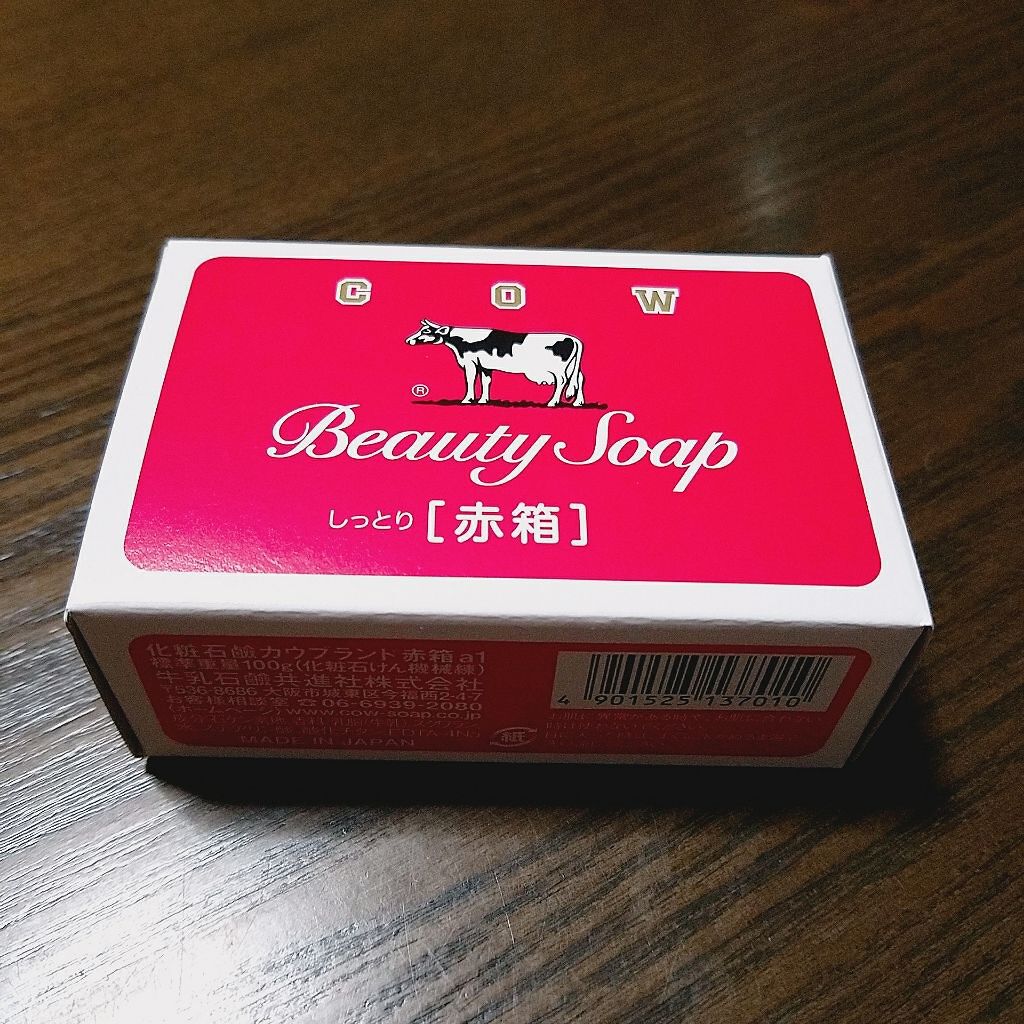 COW
®
Beauty Soap
しっとり [赤箱]
化粧石鹸カウブランド 赤箱 a1
標準重量100g(化粧石けん機械練)
牛乳石鹸共進社株式会社
〒536-8686 大阪市城東区今福西2-4-7
お客様相談室 ☎06-6939-2080
www.cow-soap.co.jp
EDTA-4Na
MADE IN JAPAN
紙
4 901525 137010